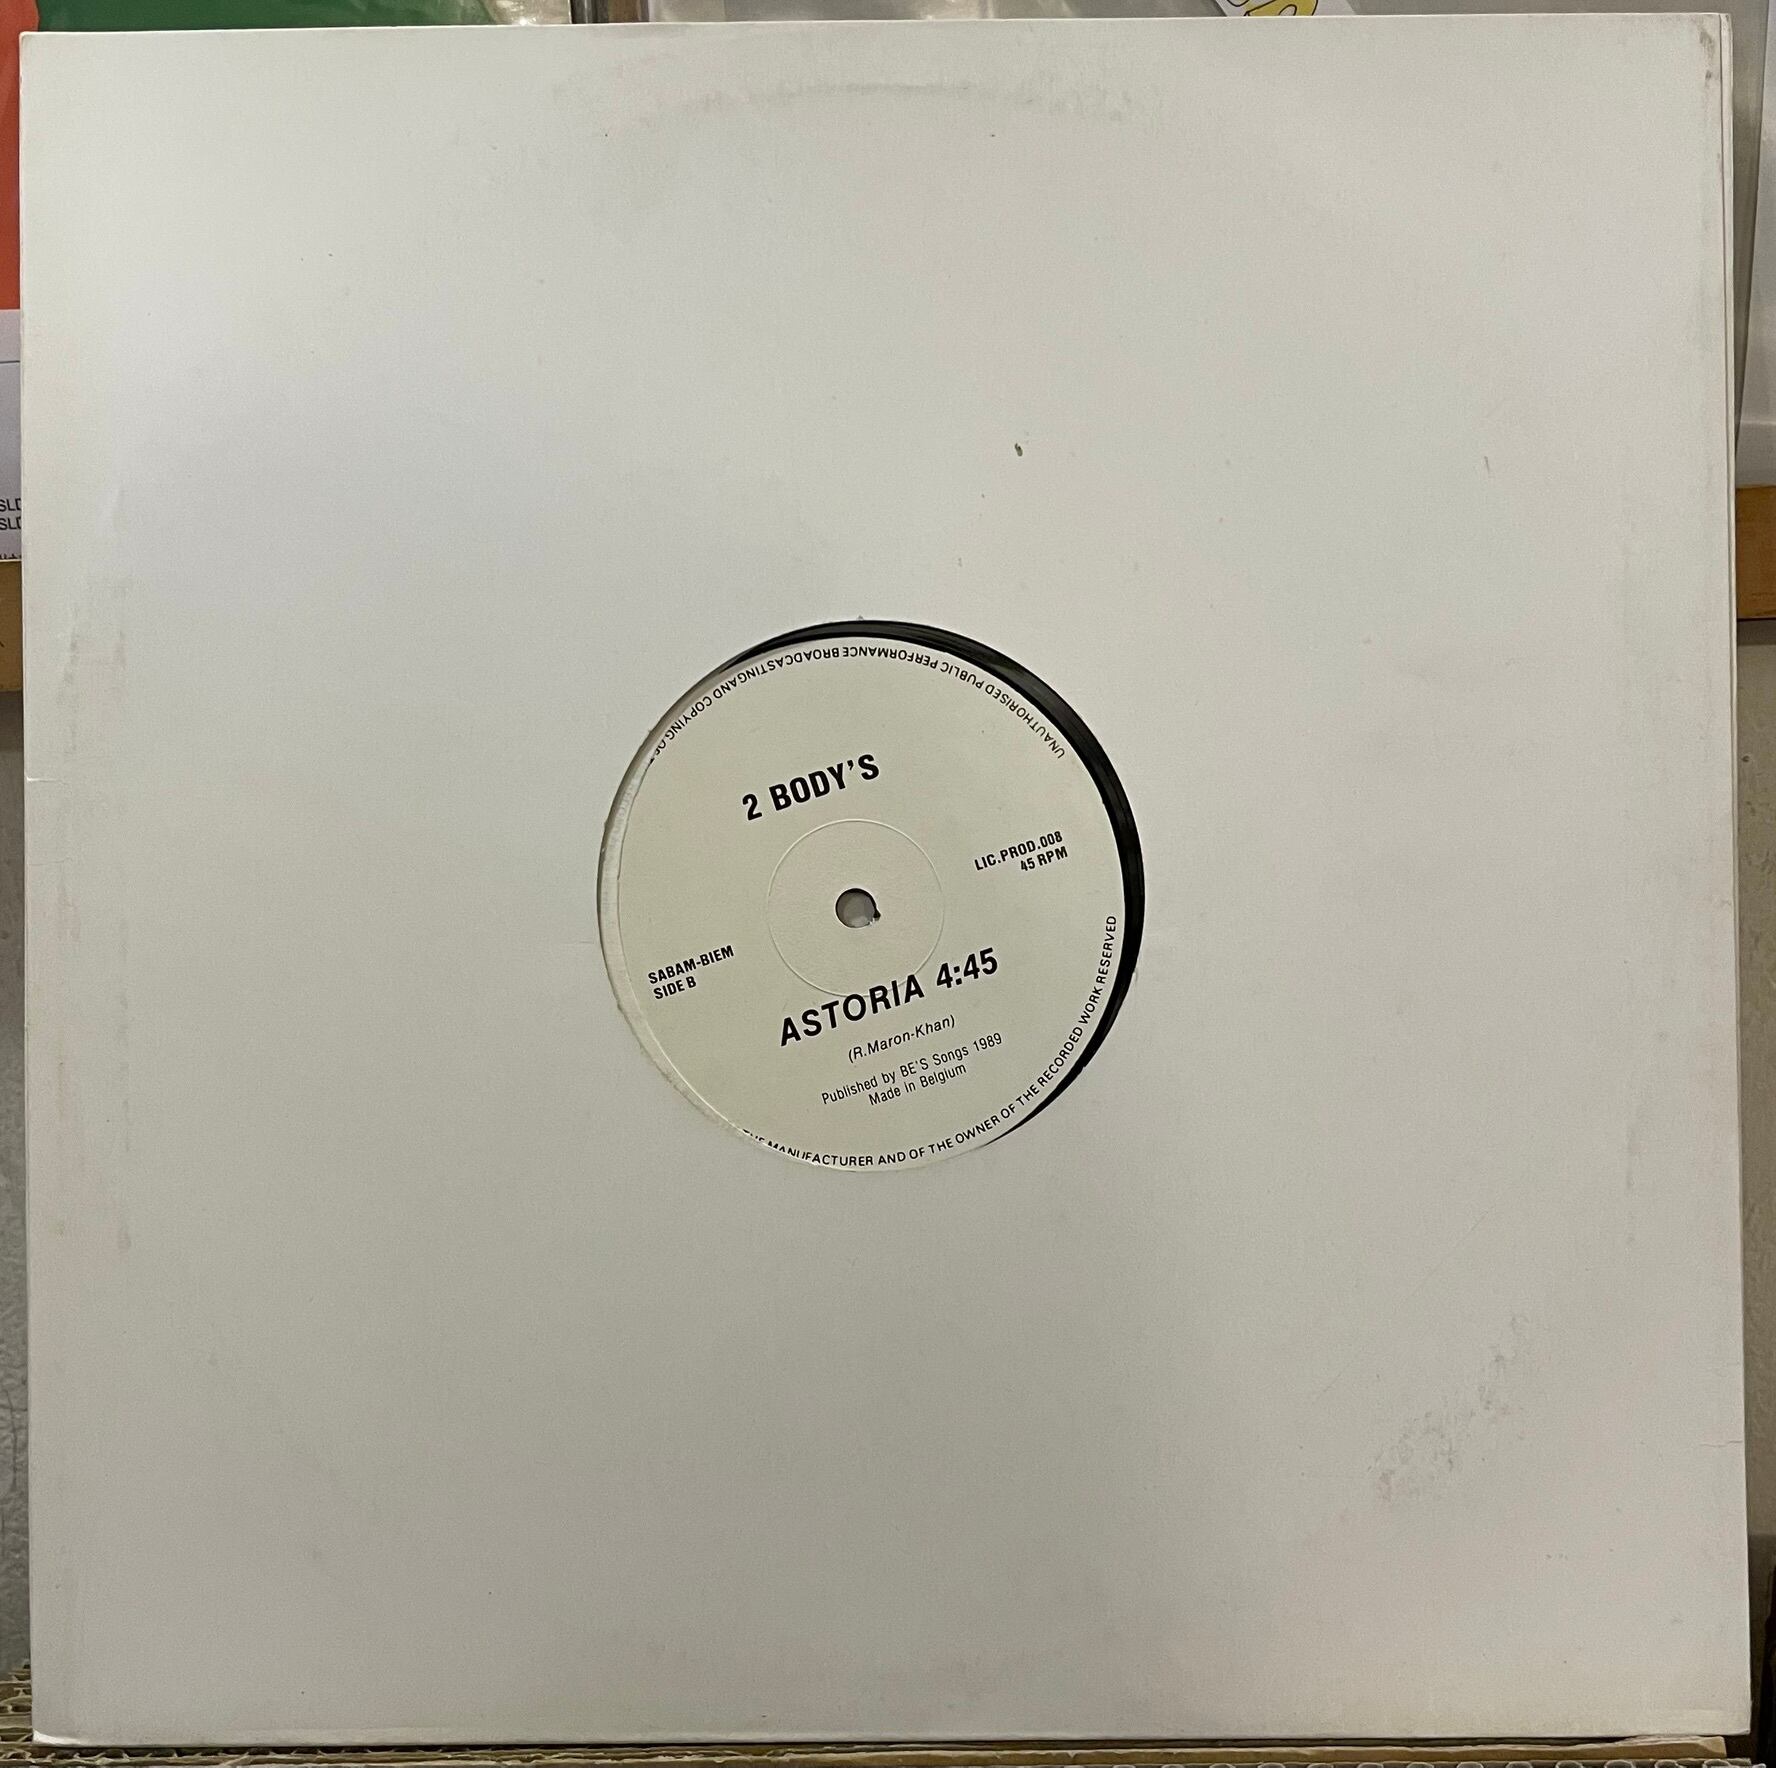 2 BODY'S
LIC.PROD.008
45 RPM
SABAM-BIEM
SIDE B
ASTORIA 4:45
(R.Maron-Khan)
Published by BE'S Songs 1989
Made in Belgium
UNAUTHORISED PUBLIC PERFORMANCE BROADCASTINGAND COPYING OF
MANUFACTURER AND OF THE OWNER OF THE RECORDED WORK RESERVED